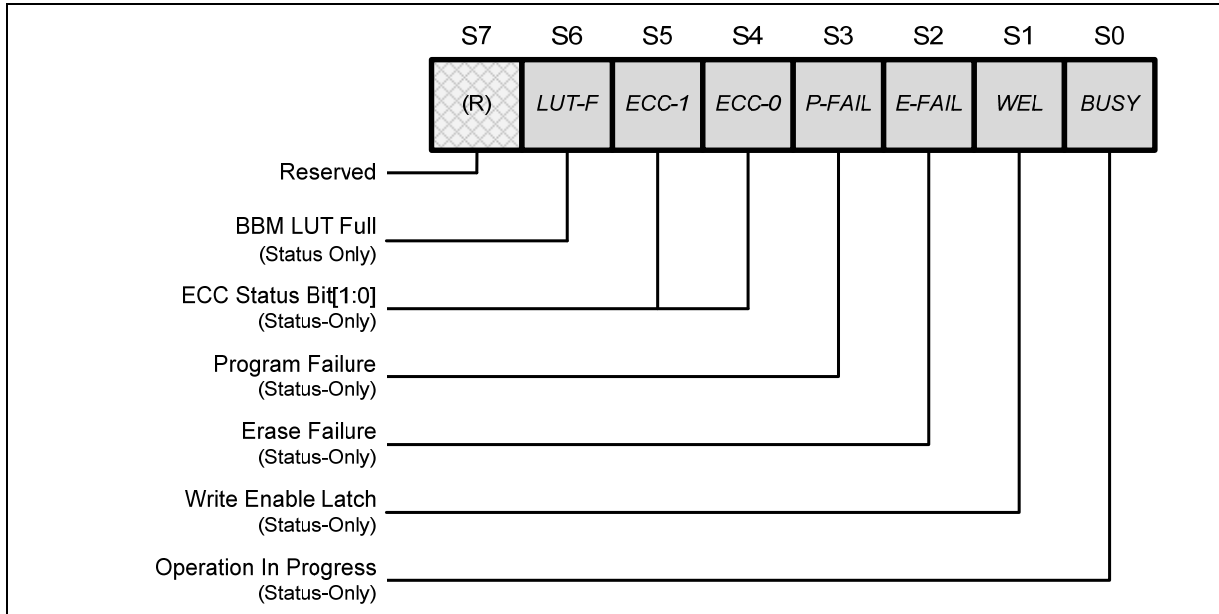 S7 S6 S5 S4 S3 S2 S1 S0
(R) LUT-F ECC-1 ECC-0 P-FAIL E-FAIL WEL BUSY
Reserved
BBM LUT Full
(Status Only)
ECC Status Bit[1:0]
(Status-Only)
Program Failure
(Status-Only)
Erase Failure
(Status-Only)
Write Enable Latch
(Status-Only)
Operation In Progress
(Status-Only)